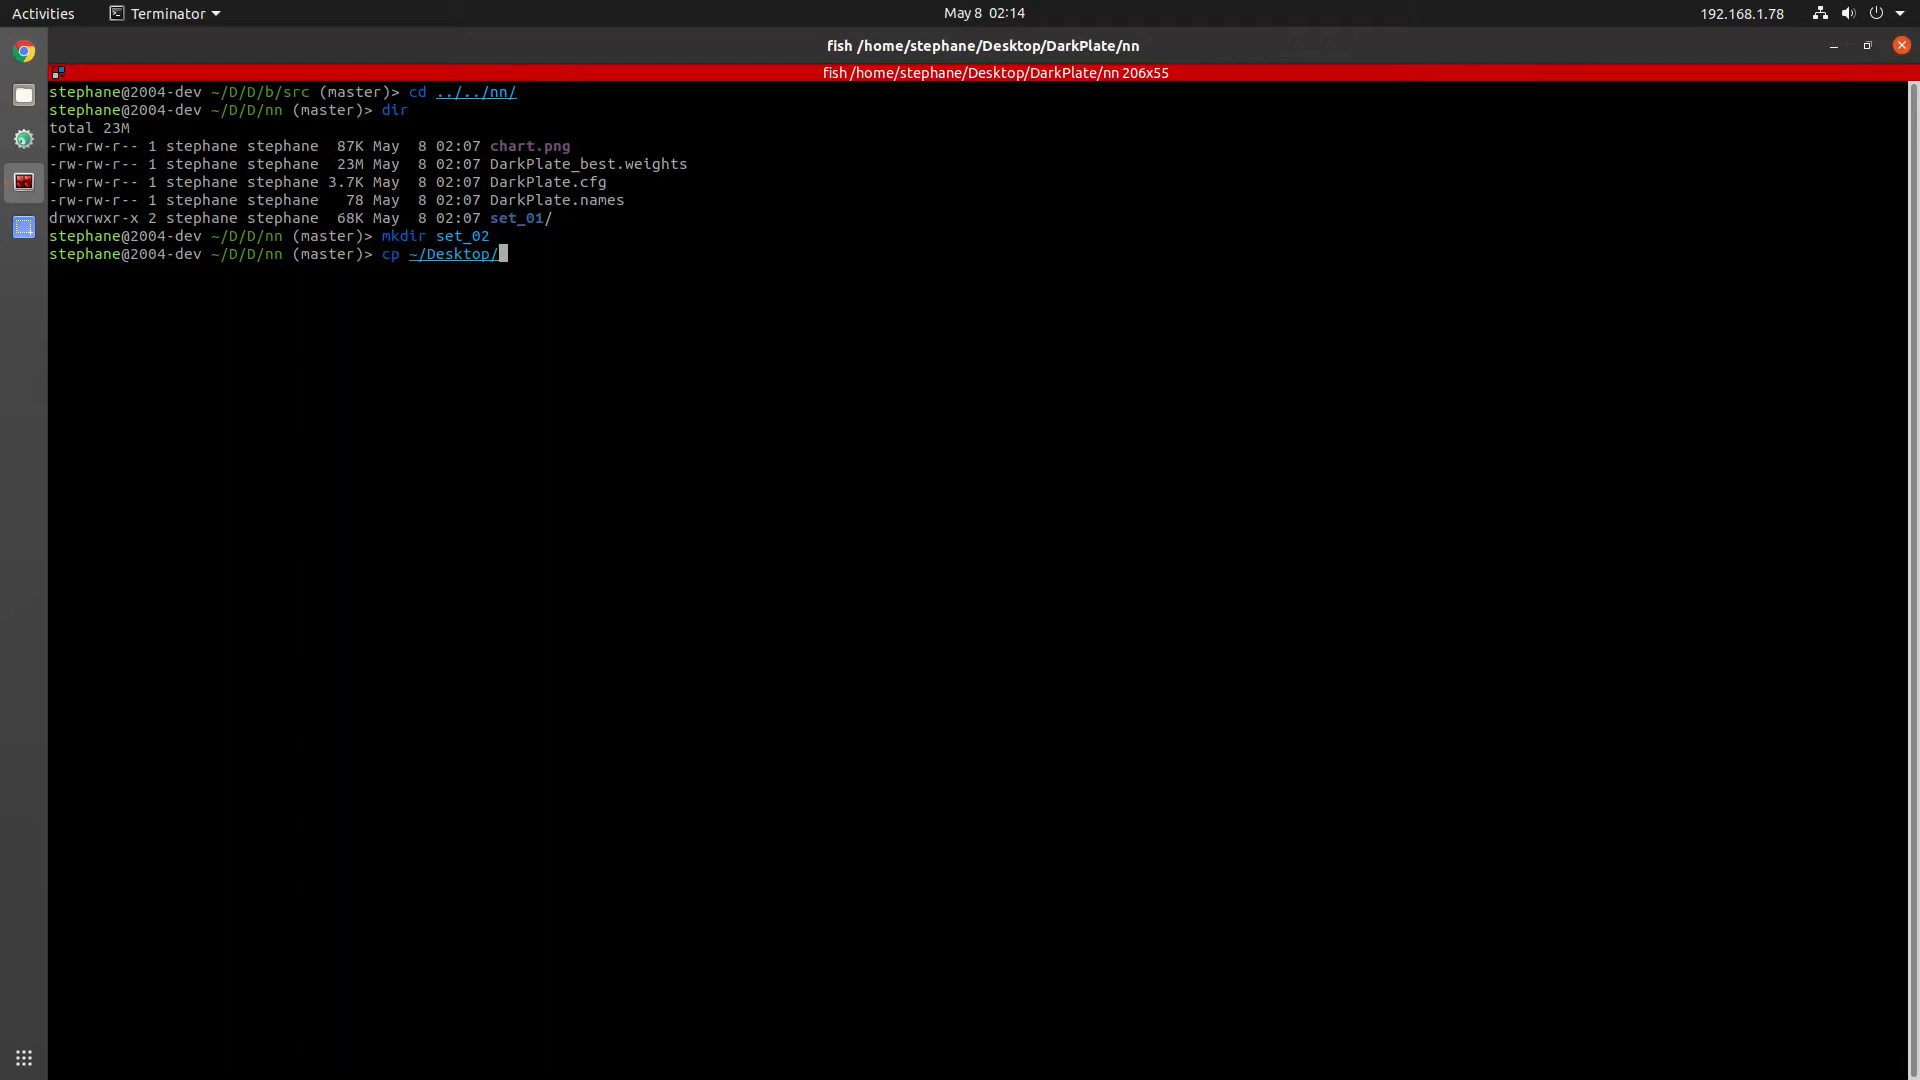 Activities Terminator May 8 02:14 192.168.1.78
fish /home/stephane/Desktop/DarkPlate/nn
fish /home/stephane/Desktop/DarkPlate/nn 206x55
stephane@2004-dev ~/D/D/b/src (master)> cd ../../nn/
stephane@2004-dev ~/D/D/nn (master)> dir
total 23M
-rw-rw-r-- 1 stephane stephane  87K May  8 02:07 chart.png
-rw-rw-r-- 1 stephane stephane  23M May  8 02:07 DarkPlate_best.weights
-rw-rw-r-- 1 stephane stephane 3.7K May  8 02:07 DarkPlate.cfg
-rw-rw-r-- 1 stephane stephane   78 May  8 02:07 DarkPlate.names
drwxrwxr-x 2 stephane stephane  68K May  8 02:07 set_01/
stephane@2004-dev ~/D/D/nn (master)> mkdir set_02
stephane@2004-dev ~/D/D/nn (master)> cp ~/Desktop/